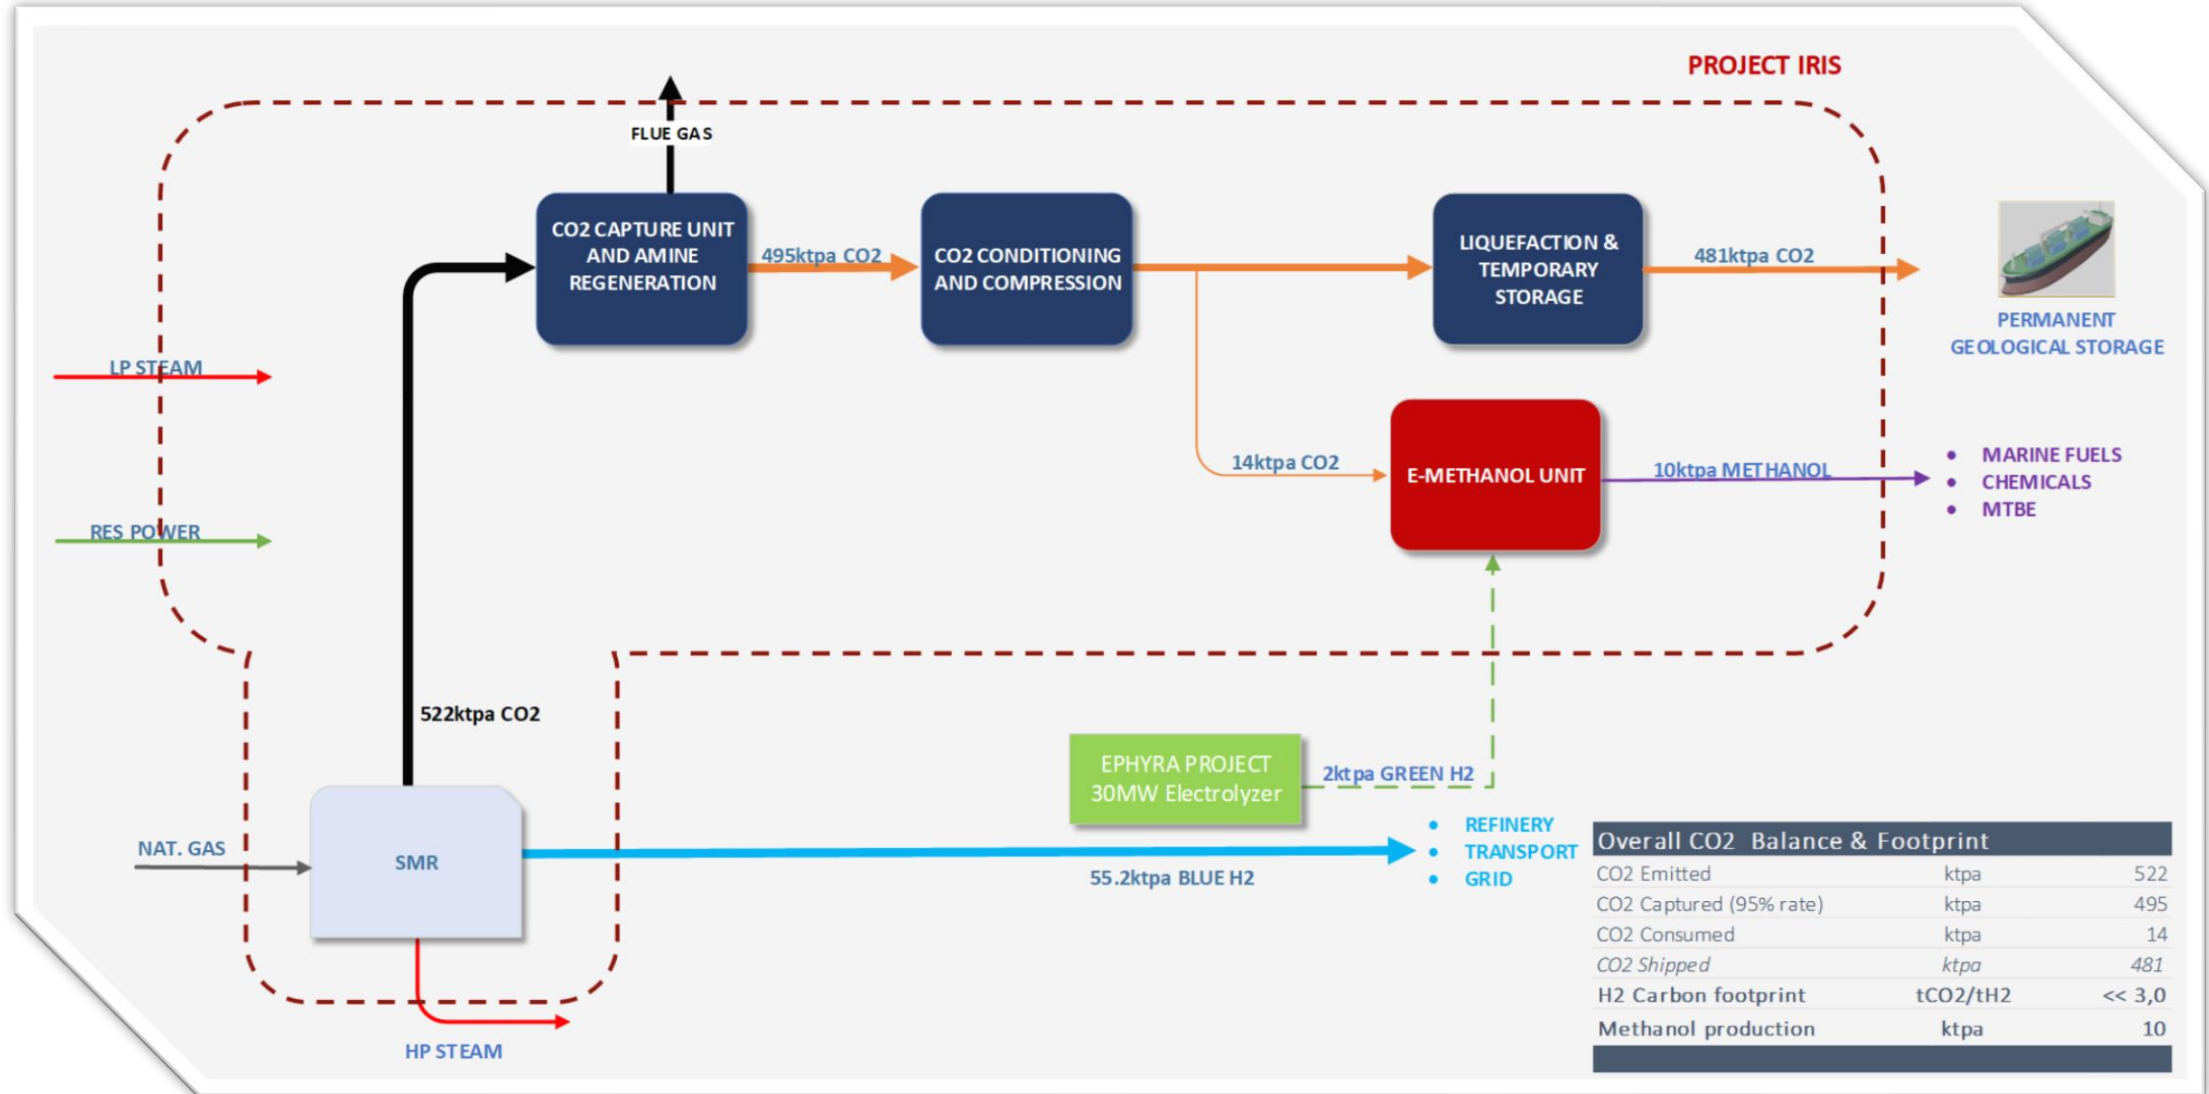 PROJECT IRIS
FLUE GAS
CO2 CAPTURE UNIT
AND AMINE
REGENERATION
495ktpa CO2
CO2 CONDITIONING
AND COMPRESSION
LIQUEFACTION &
TEMPORARY
STORAGE
481ktpa CO2
PERMANENT
GEOLOGICAL STORAGE
LP STEAM
14ktpa CO2
E-METHANOL UNIT
10ktpa METHANOL
• MARINE FUELS
• CHEMICALS
• MTBE
RES POWER
522ktpa CO2
EPHYRA PROJECT
30MW Electrolyzer
2ktpa GREEN H2
NAT. GAS
SMR
55.2ktpa BLUE H2
• REFINERY
• TRANSPORT
• GRID
HP STEAM
Overall CO2 Balance & Footprint
CO2 Emitted ktpa 522
CO2 Captured (95% rate) ktpa 495
CO2 Consumed ktpa 14
CO2 Shipped ktpa 481
H2 Carbon footprint tCO2/tH2 << 3,0
Methanol production ktpa 10